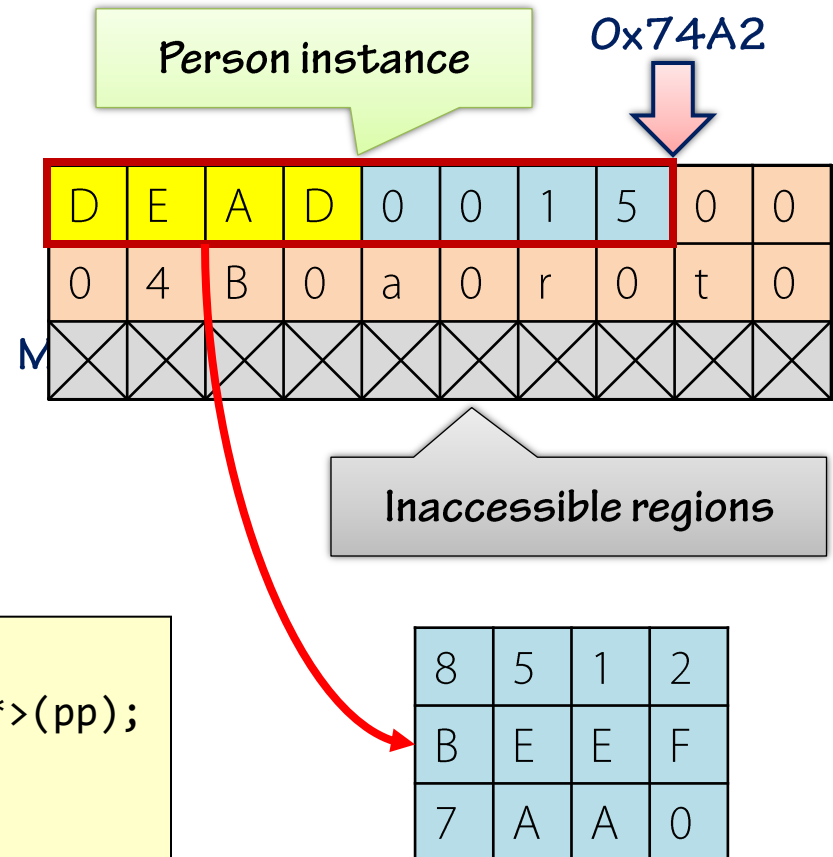 Person instance
0x74A2
D E A D 0 0 1 5 0 0
0 4 B 0 a 0 r 0 t 0
M
Inaccessible regions
*>(pp);
8 5 1 2
B E E F
7 A A 0